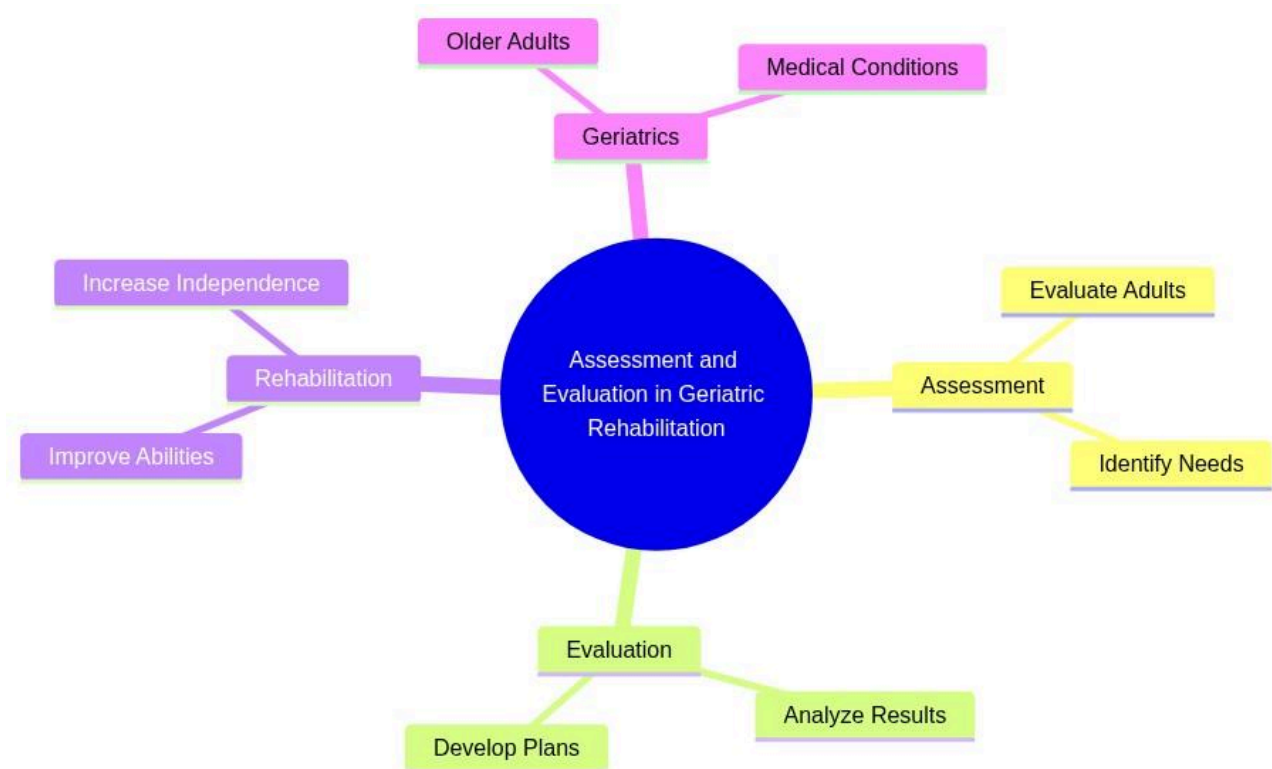 Older Adults
Medical Conditions
Geriatrics
Increase Independence
Rehabilitation
Improve Abilities
Assessment and
Evaluation in Geriatric
Rehabilitation
Evaluate Adults
Assessment
Identify Needs
Evaluation
Analyze Results
Develop Plans